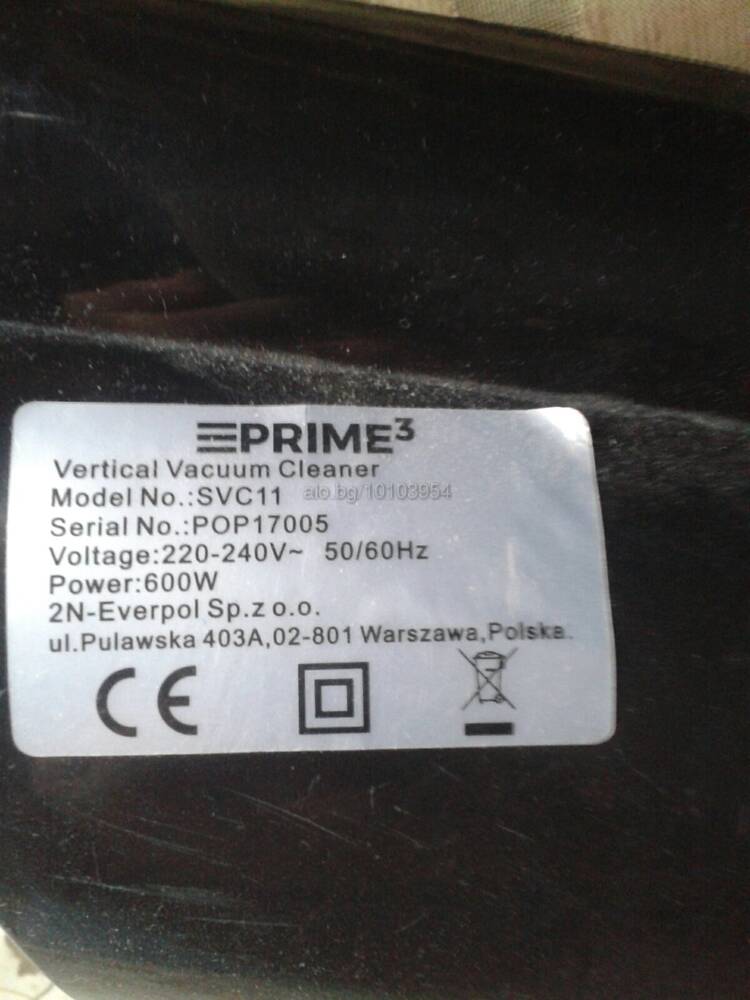 PRIME³
Vertical Vacuum Cleaner
Model No.:SVC11
alo.bg/10103954
Serial No.:POP17005
Voltage:220-240V~ 50/60Hz
Power:600W
2N-Everpol Sp.z o.o.
ul.Pulawska 403A,02-801 Warszawa,Polska.
CE